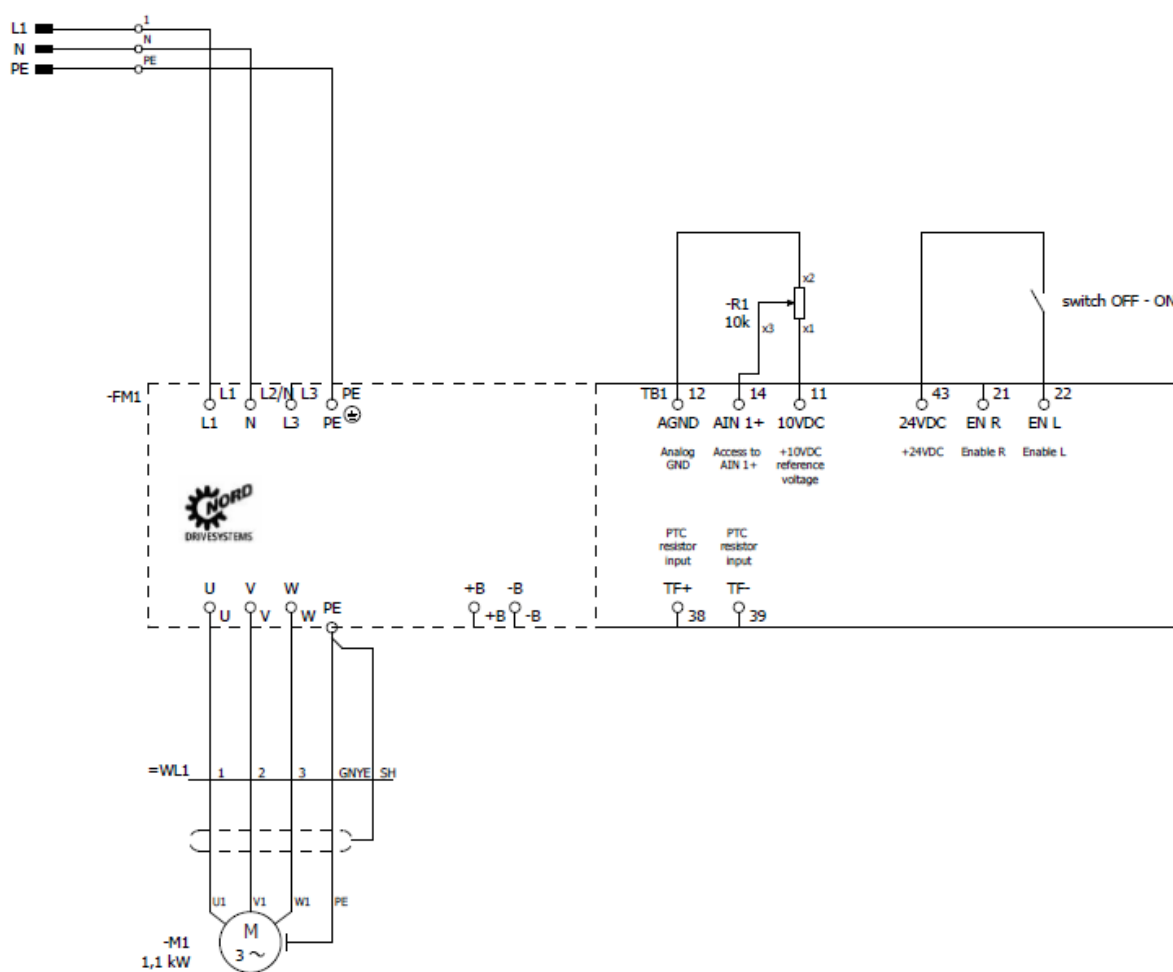 L1
1
N
N
PE
PE
x2
-R1
10k
x3
x1
switch OFF - ON
-FM1
L1
L2/N
L3
PE
TB1
12
14
11
43
21
22
L1
N
L3
PE
AGND
AIN 1+
10VDC
24VDC
EN R
EN L
Analog
GND
Access to
AIN 1+
+10VDC
reference
voltage
+24VDC
Enable R
Enable L
NORD
DRIVESYSTEMS
PTC
resistor
input
PTC
resistor
input
U
V
W
PE
+B
-B
TF+
TF-
U
V
W
+B
-B
38
39
=WL1
1
2
3
GNYE
SH
U1
V1
W1
PE
-M1
1,1 kW
M
3 ~